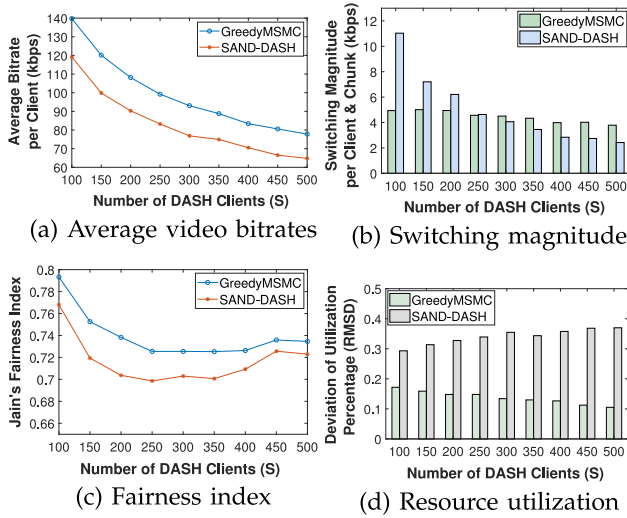 Average Bitrate
per Client (kbps)
140
130
120
110
100
90
80
70
60
GreedyMSMC
SAND-DASH
100 150 200 250 300 350 400 450 500
Number of DASH Clients (S)
(a) Average video bitrates
Switching Magnitude
per Client & Chunk (kbps)
12
10
8
6
4
2
0
GreedyMSMC
SAND-DASH
100 150 200 250 300 350 400 450 500
Number of DASH Clients (S)
(b) Switching magnitude
Jain's Fairness Index
0.8
0.78
0.76
0.74
0.72
0.7
0.68
0.66
GreedyMSMC
SAND-DASH
100 150 200 250 300 350 400 450 500
Number of DASH Clients (S)
(c) Fairness index
Deviation of Utilization
Percentage (RMSD)
0.5
0.4
0.3
0.2
0.1
0
GreedyMSMC
SAND-DASH
100 150 200 250 300 350 400 450 500
Number of DASH Clients (S)
(d) Resource utilization